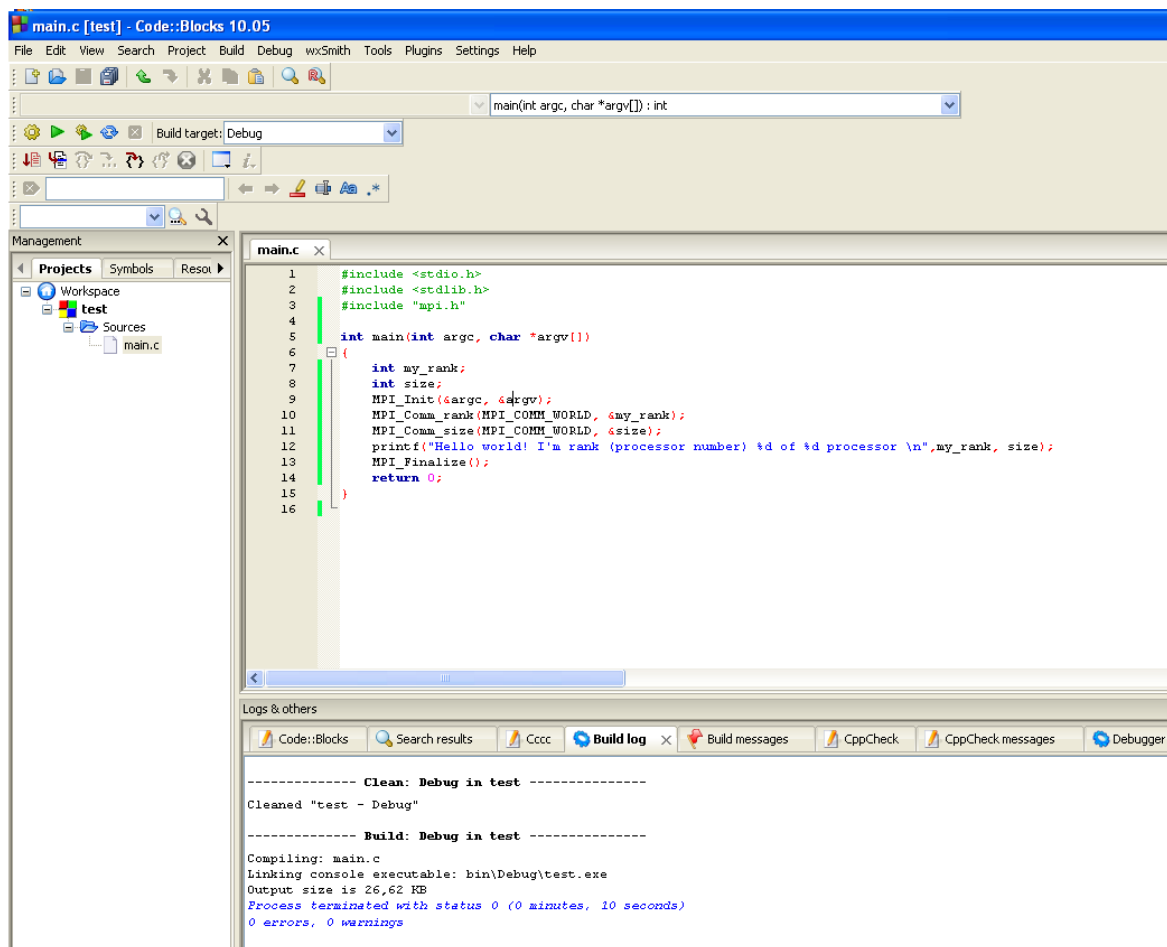 main.c [test] - Code::Blocks 10.05
File Edit View Search Project Build Debug wxSmith Tools Plugins Settings Help
main(int argc, char *argv[]) : int
Build target: Debug
Management
Projects Symbols
Workspace
test
Sources
main.c
main.c
1 #include <stdio.h>
2 #include <stdlib.h>
3 #include "mpi.h"
4
5 int main(int argc, char *argv[])
6 {
7 int my_rank;
8 int size;
9 MPI_Init(&argc, &argv);
10 MPI_Comm_rank(MPI_COMM_WORLD, &my_rank);
11 MPI_Comm_size(MPI_COMM_WORLD, &size);
12 printf("Hello world! I'm rank (processor number) %d of %d processor \n",my_rank, size);
13 MPI_Finalize();
14 return 0;
15 }
16
Logs & others
Code::Blocks Search results Cccc Build log Build messages CppCheck CppCheck messages Debugger
-------------- Clean: Debug in test ---------------
Cleaned "test - Debug"
-------------- Build: Debug in test ---------------
Compiling: main.c
Linking console executable: bin\Debug\test.exe
Output size is 26,62 KB
Process terminated with status 0 (0 minutes, 10 seconds)
0 errors, 0 warnings